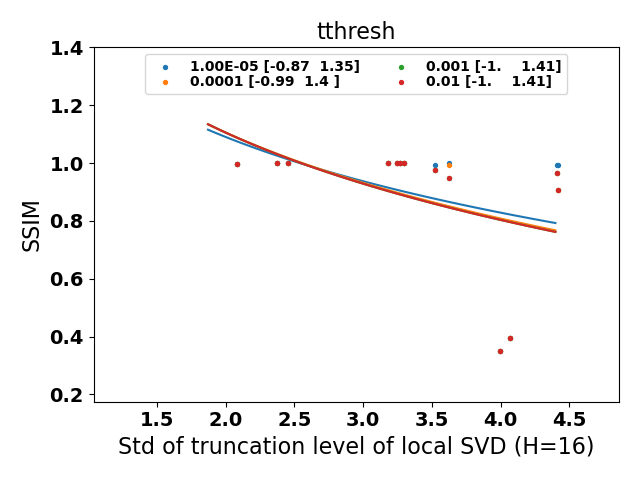 tthresh
1.00E-05 [-0.87  1.35]
0.0001 [-0.99  1.4 ]
0.001 [-1.    1.41]
0.01 [-1.    1.41]
1.4
1.2
1.0
0.8
0.6
0.4
0.2
SSIM
1.5 2.0 2.5 3.0 3.5 4.0 4.5
Std of truncation level of local SVD (H=16)